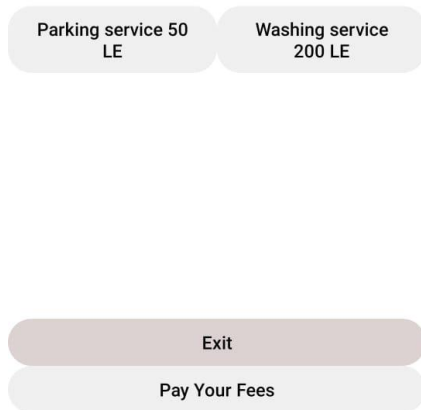 Parking service 50
LE
Washing service
200 LE
Exit
Pay Your Fees